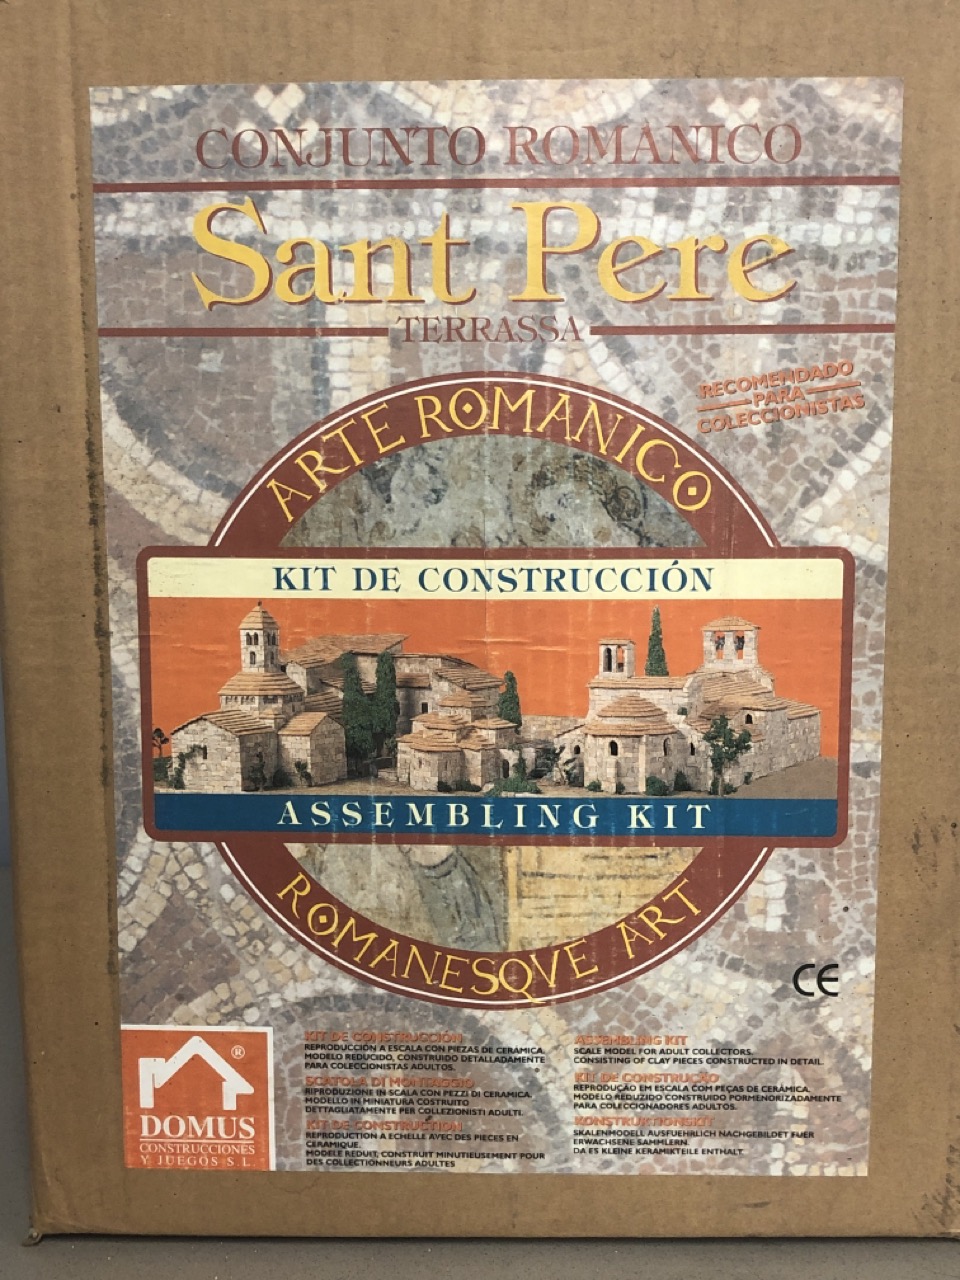 CONJUNTO ROMANICO
Sant Pere
TERRASSA
RECOMENDADO
PARA
COLECCIONISTAS
ARTE ROMANICO
KIT DE CONSTRUCCIÓN
ASSEMBLING KIT
ROMANESQVE ART
CE
®
DOMUS
CONSTRUCCIONES
Y JUEGOS S.L.
KIT DE CONSTRUCCIÓN
REPRODUCCIÓN A ESCALA CON PIEZAS DE CERÁMICA.
MODELO REDUCIDO, CONSTRUIDO DETALLADAMENTE
PARA COLECCIONISTAS ADULTOS.
SCATOLA DI MONTAGGIO
RIPRODUZIONE IN SCALA CON PEZZI DI CERAMICA.
MODELLO IN MINIATURA COSTRUITO
DETTAGLIATAMENTE PER COLLEZIONISTI ADULTI.
KIT DE CONSTRUCTION
REPRODUCTION A ECHELLE AVEC DES PIECES EN
CERAMIQUE.
MODELE REDUIT, CONSTRUIT MINUTIEUSEMENT POUR
DES COLLECTIONNEURS ADULTES
ASSEMBLING KIT
SCALE MODEL FOR ADULT COLLECTORS.
CONSISTING OF CLAY PIECES CONSTRUCTED IN DETAIL.
KIT DE CONSTRUÇÃO
REPRODUÇÃO EM ESCALA COM PEÇAS DE CERÁMICA.
MODELO REDUZIDO CONSTRUIDO PORMENORIZADAMENTE
PARA COLECCIONADORES ADULTOS.
KONSTRUKTIONSKIT
SKALENMODELL AUSFUEHRLICH NACHGEBILDET FUER
ERWACHSENE SAMMLERN.
DA ES KLEINE KERAMIKTEILE ENTHALT.